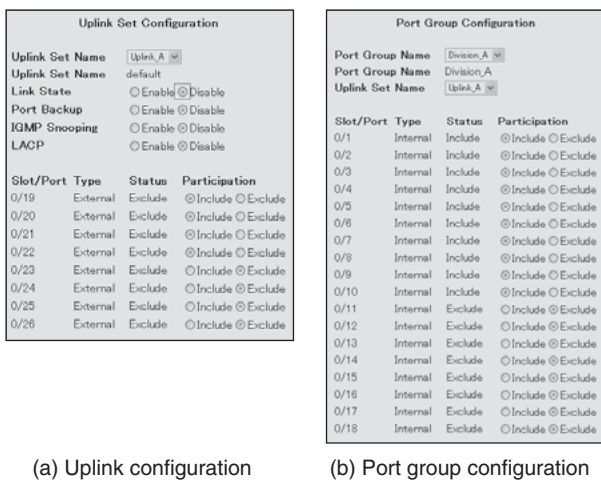 Uplink Set Configuration
Uplink Set Name Uplink_A
Uplink Set Name default
Link State Enable Disable
Port Backup Enable Disable
IGMP Snooping Enable Disable
LACP Enable Disable
Slot/Port Type Status Participation
0/19 External Exclude Include Exclude
0/20 External Exclude Include Exclude
0/21 External Exclude Include Exclude
0/22 External Exclude Include Exclude
0/23 External Exclude Include Exclude
0/24 External Exclude Include Exclude
0/25 External Exclude Include Exclude
0/26 External Exclude Include Exclude
(a) Uplink configuration
Port Group Configuration
Port Group Name Division_A
Port Group Name Division_A
Uplink Set Name Uplink_A
Slot/Port Type Status Participation
0/1 Internal Include Include Exclude
0/2 Internal Include Include Exclude
0/3 Internal Include Include Exclude
0/4 Internal Include Include Exclude
0/5 Internal Include Include Exclude
0/6 Internal Include Include Exclude
0/7 Internal Include Include Exclude
0/8 Internal Include Include Exclude
0/9 Internal Include Include Exclude
0/10 Internal Include Include Exclude
0/11 Internal Exclude Include Exclude
0/12 Internal Exclude Include Exclude
0/13 Internal Exclude Include Exclude
0/14 Internal Exclude Include Exclude
0/15 Internal Exclude Include Exclude
0/16 Internal Exclude Include Exclude
0/17 Internal Exclude Include Exclude
0/18 Internal Exclude Include Exclude
(b) Port group configuration